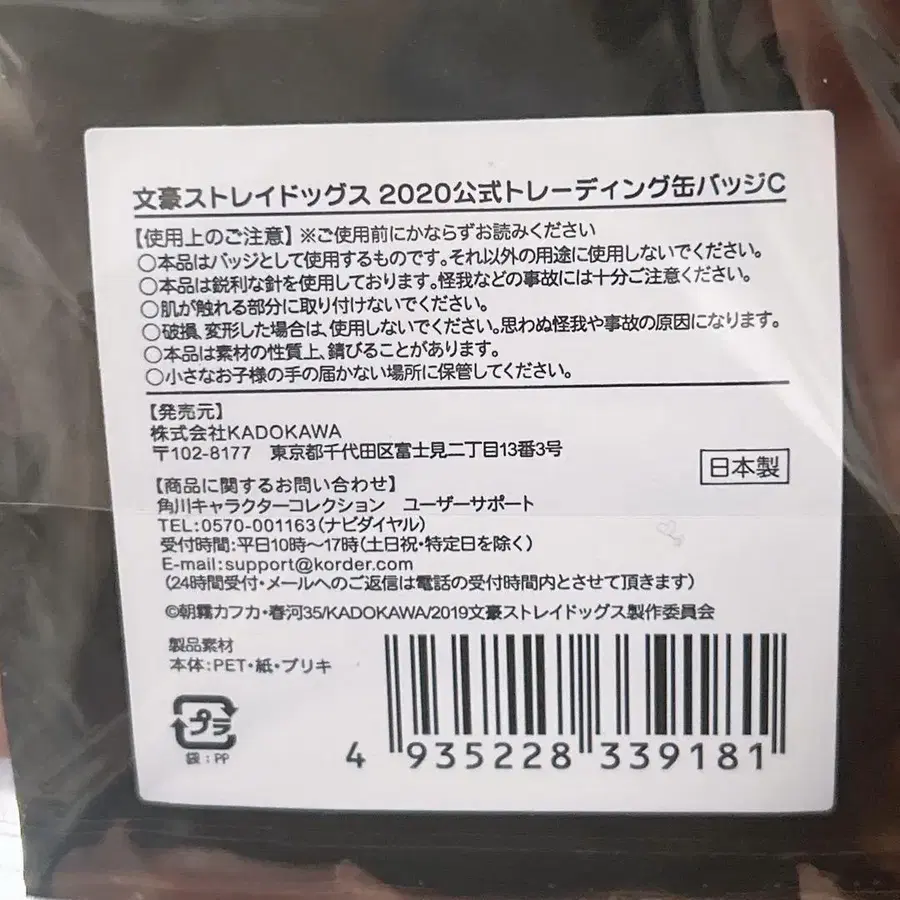 文豪ストレイドッグス 2020公式トレーディング缶バッジC
【使用上のご注意】※ご使用前にかならずお読みください
○本品はバッジとして使用するものです。それ以外の用途に使用しないでください。
○本品は鋭利な針を使用しております。怪我などの事故には十分ご注意ください。
○肌が触れる部分に取り付けないでください。
○破損、変形した場合は、使用しないでください。思わぬ怪我や事故の原因になります。
○本品は素材の性質上、錆びることがあります。
○小さなお子様の手の届かない場所に保管してください。
【発売元】
株式会社KADOKAWA
〒102-8177 東京都千代田区富士見二丁目13番3号
日本製
【商品に関するお問い合わせ】
角川キャラクターコレクション ユーザーサポート
TEL:0570-001163(ナビダイヤル)
受付時間:平日10時～17時(土日祝・特定日を除く)
E-mail:support@korder.com
(24時間受付・メールへのご返信は電話の受付時間内とさせて頂きます)
©朝霧カフカ・春河35/KADOKAWA/2019文豪ストレイドッグス製作委員会
製品素材
本体:PET・紙・ブリキ
プラ
袋:PP
4 935228 339181